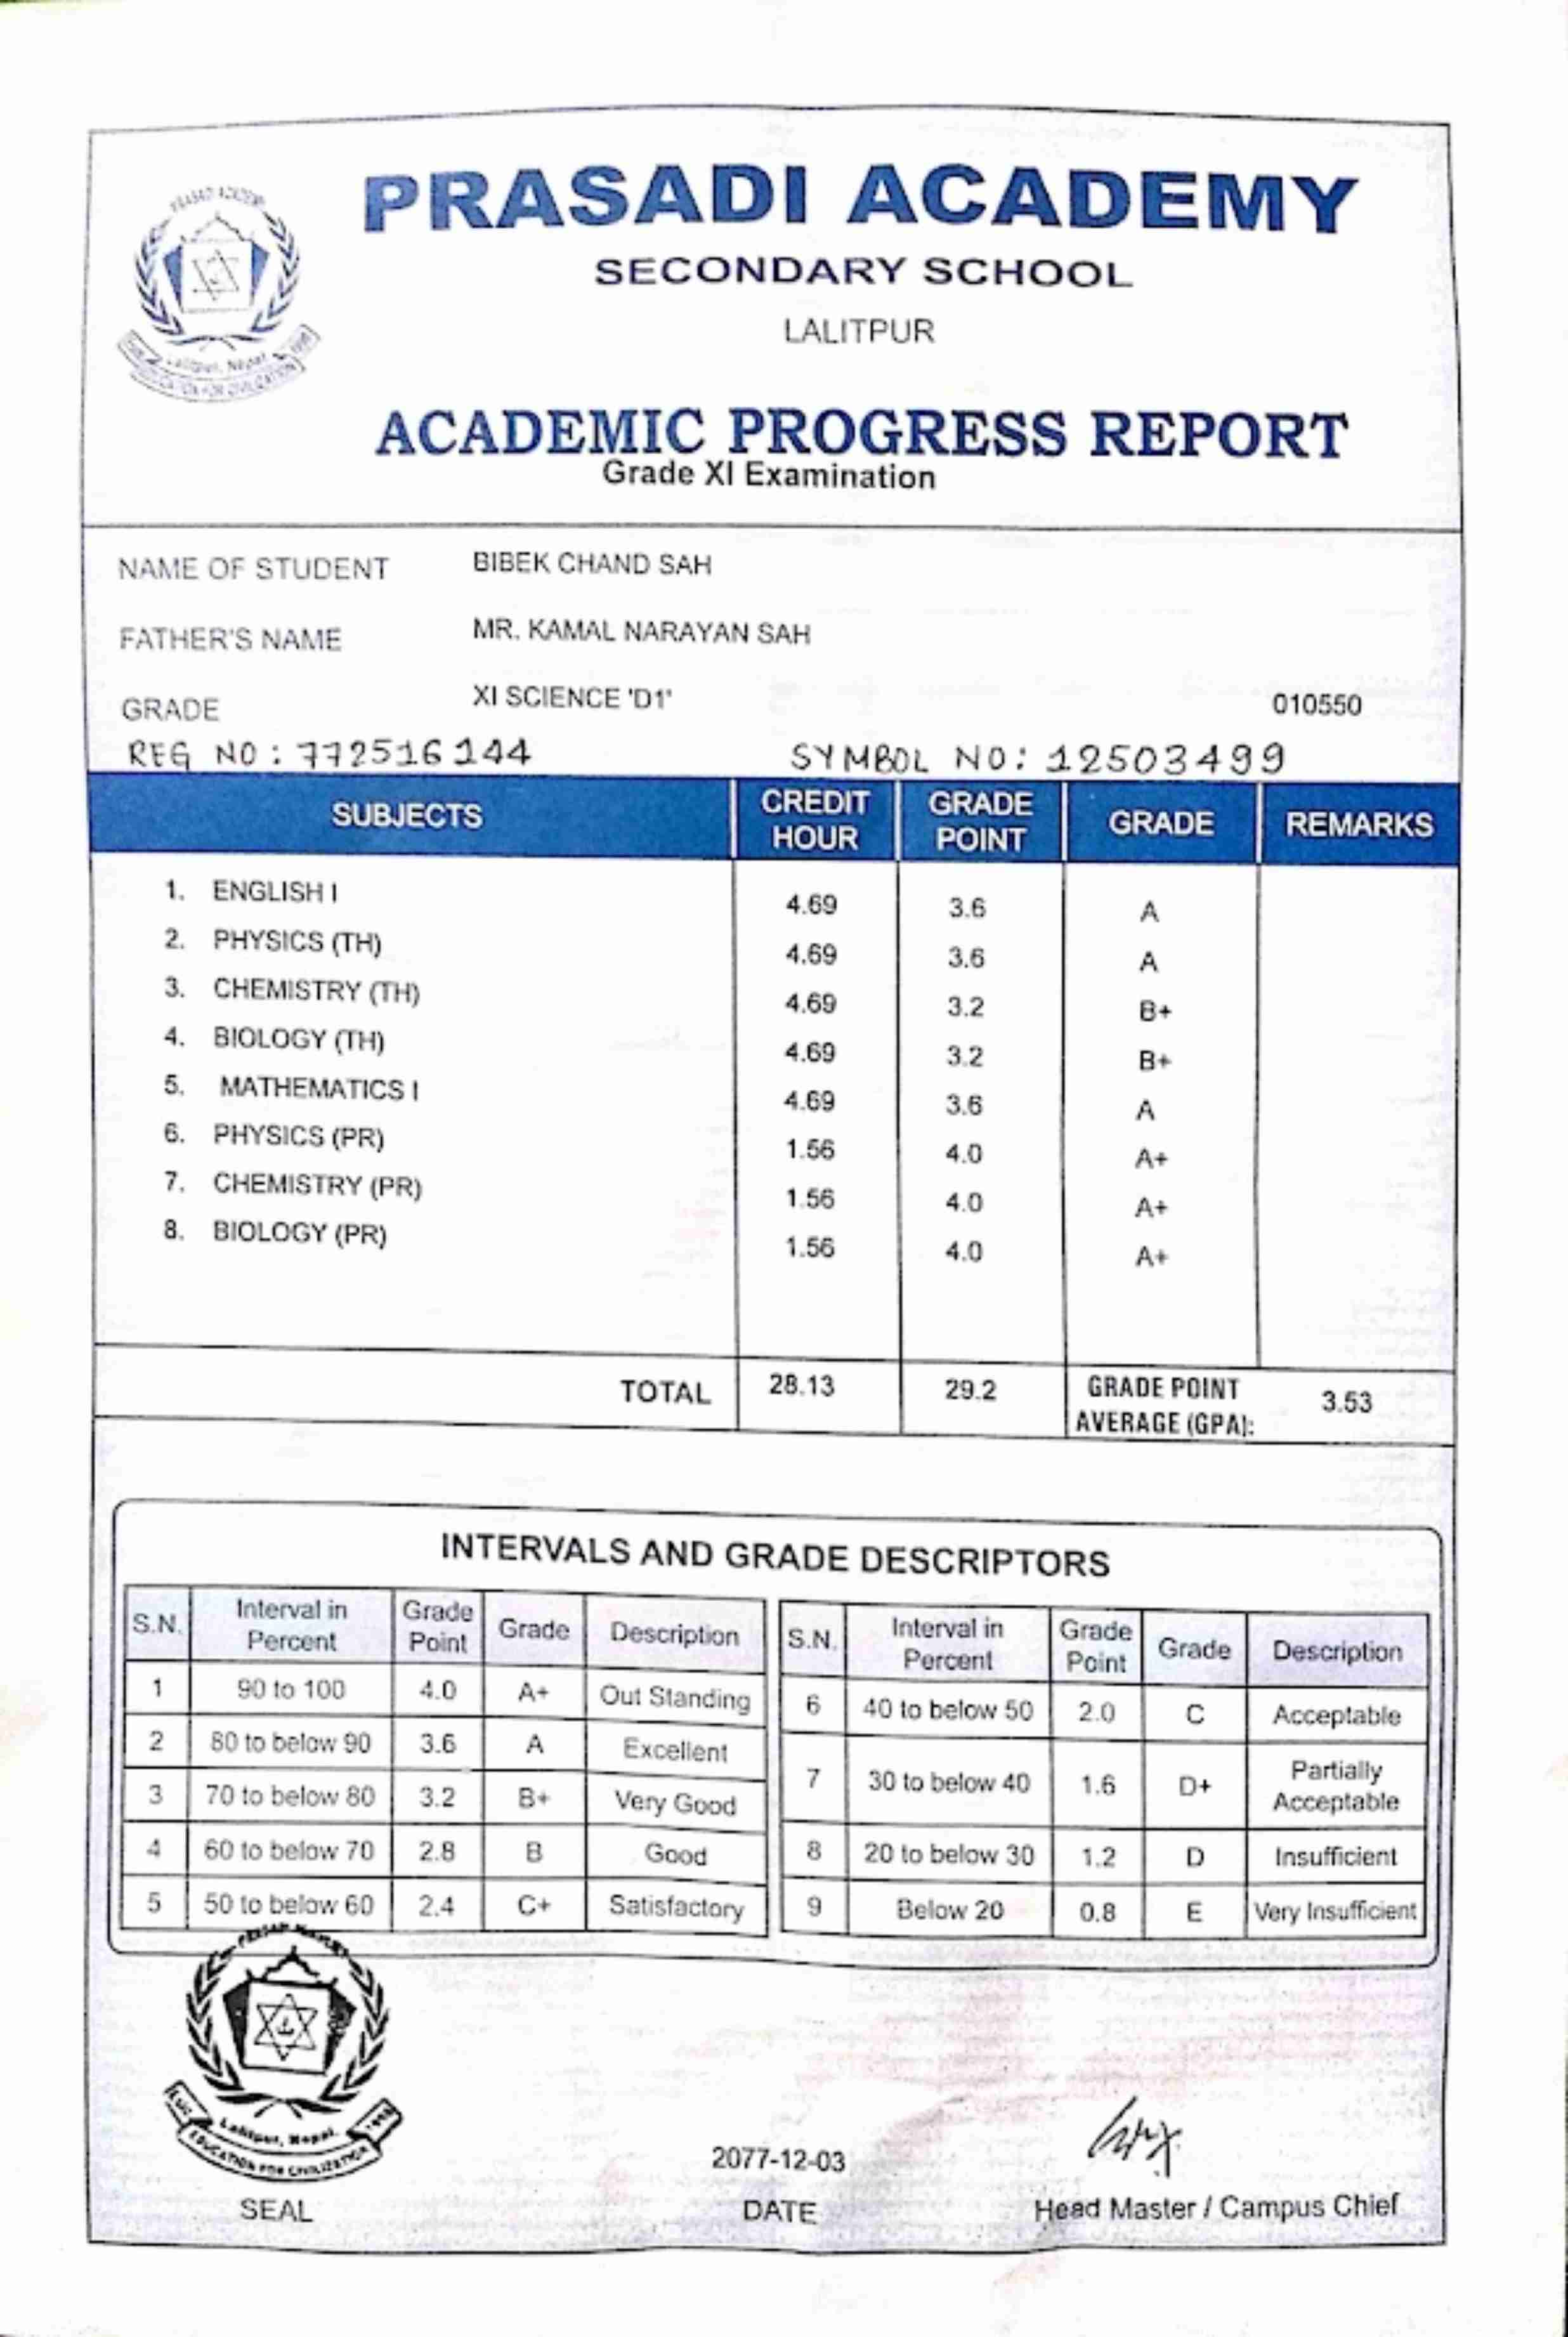 PRASADI ACADEMY
PRASADI ACADEMY
SECONDARY SCHOOL
LALITPUR
Lalitpur, Nepal
EDUCATION FOR CIVILIZATION
ACADEMIC PROGRESS REPORT
Grade XI Examination
NAME OF STUDENT BIBEK CHAND SAH
FATHER'S NAME MR. KAMAL NARAYAN SAH
GRADE XI SCIENCE 'D1' 010550
REG NO : 772516144 SYMBOL NO: 12503499
SUBJECTS CREDIT HOUR GRADE POINT GRADE REMARKS
1. ENGLISH I 4.69 3.6 A
2. PHYSICS (TH) 4.69 3.6 A
3. CHEMISTRY (TH) 4.69 3.2 B+
4. BIOLOGY (TH) 4.69 3.2 B+
5. MATHEMATICS I 4.69 3.6 A
6. PHYSICS (PR) 1.56 4.0 A+
7. CHEMISTRY (PR) 1.56 4.0 A+
8. BIOLOGY (PR) 1.56 4.0 A+
TOTAL 28.13 29.2 GRADE POINT AVERAGE (GPA): 3.53
INTERVALS AND GRADE DESCRIPTORS
S.N. Interval in Percent Grade Point Grade Description S.N. Interval in Percent Grade Point Grade Description
1 90 to 100 4.0 A+ Out Standing 6 40 to below 50 2.0 C Acceptable
2 80 to below 90 3.6 A Excellent 7 30 to below 40 1.6 D+ Partially Acceptable
3 70 to below 80 3.2 B+ Very Good
4 60 to below 70 2.8 B Good 8 20 to below 30 1.2 D Insufficient
5 50 to below 60 2.4 C+ Satisfactory 9 Below 20 0.8 E Very Insufficient
Lalitpur, Nepal.
EDUCATION FOR CIVILIZATION
2077-12-03
SEAL DATE Head Master / Campus Chief